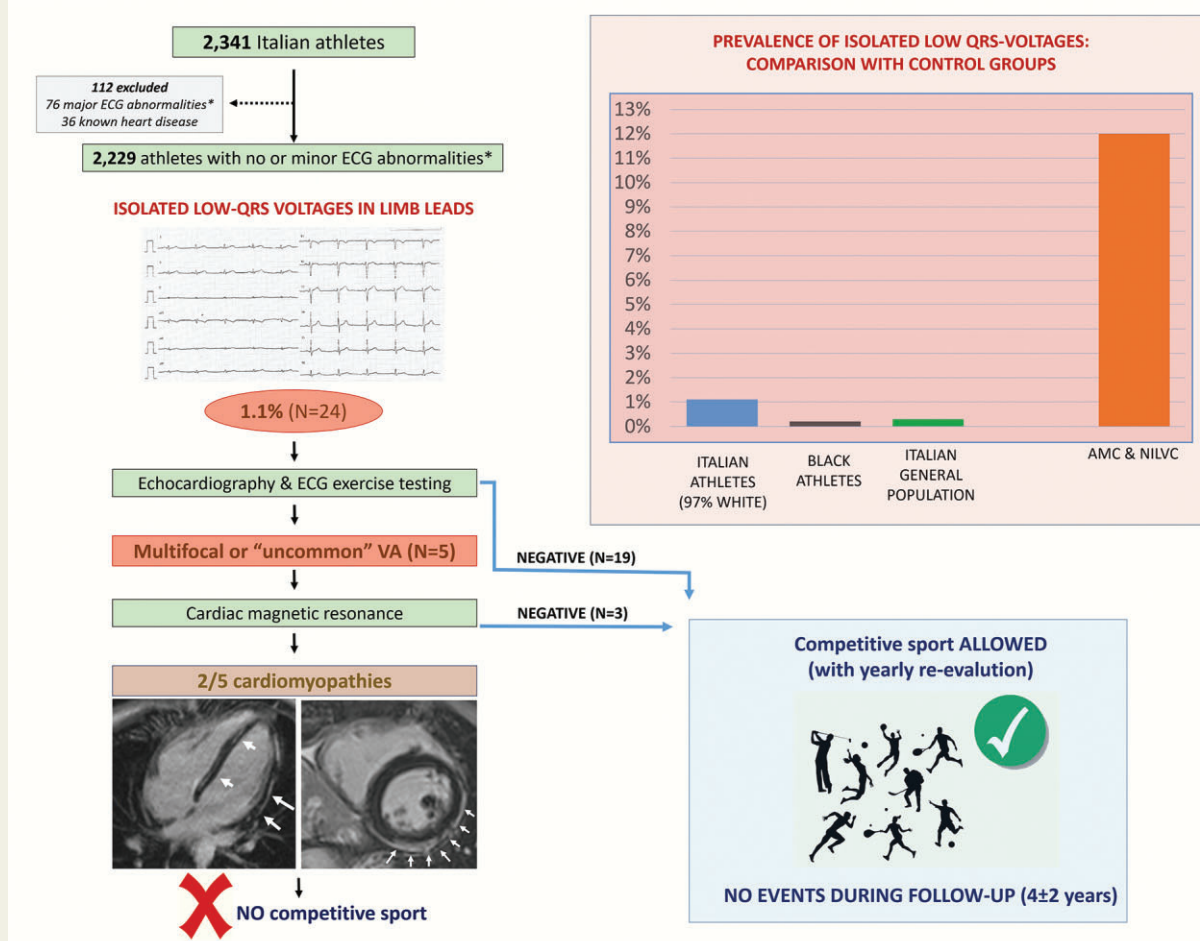 2,341 Italian athletes
112 excluded
76 major ECG abnormalities*
36 known heart disease
2,229 athletes with no or minor ECG abnormalities*
ISOLATED LOW-QRS VOLTAGES IN LIMB LEADS
1.1% (N=24)
Echocardiography & ECG exercise testing
Multifocal or “uncommon” VA (N=5)
Cardiac magnetic resonance
2/5 cardiomyopathies
NO competitive sport
NEGATIVE (N=19)
NEGATIVE (N=3)
PREVALENCE OF ISOLATED LOW QRS-VOLTAGES:
COMPARISON WITH CONTROL GROUPS
13%
12%
11%
10%
9%
8%
7%
6%
5%
4%
3%
2%
1%
0%
ITALIAN
ATHLETES
(97% WHITE)
BLACK
ATHLETES
ITALIAN
GENERAL
POPULATION
AMC & NILVC
Competitive sport ALLOWED
(with yearly re-evalution)
NO EVENTS DURING FOLLOW-UP (4±2 years)